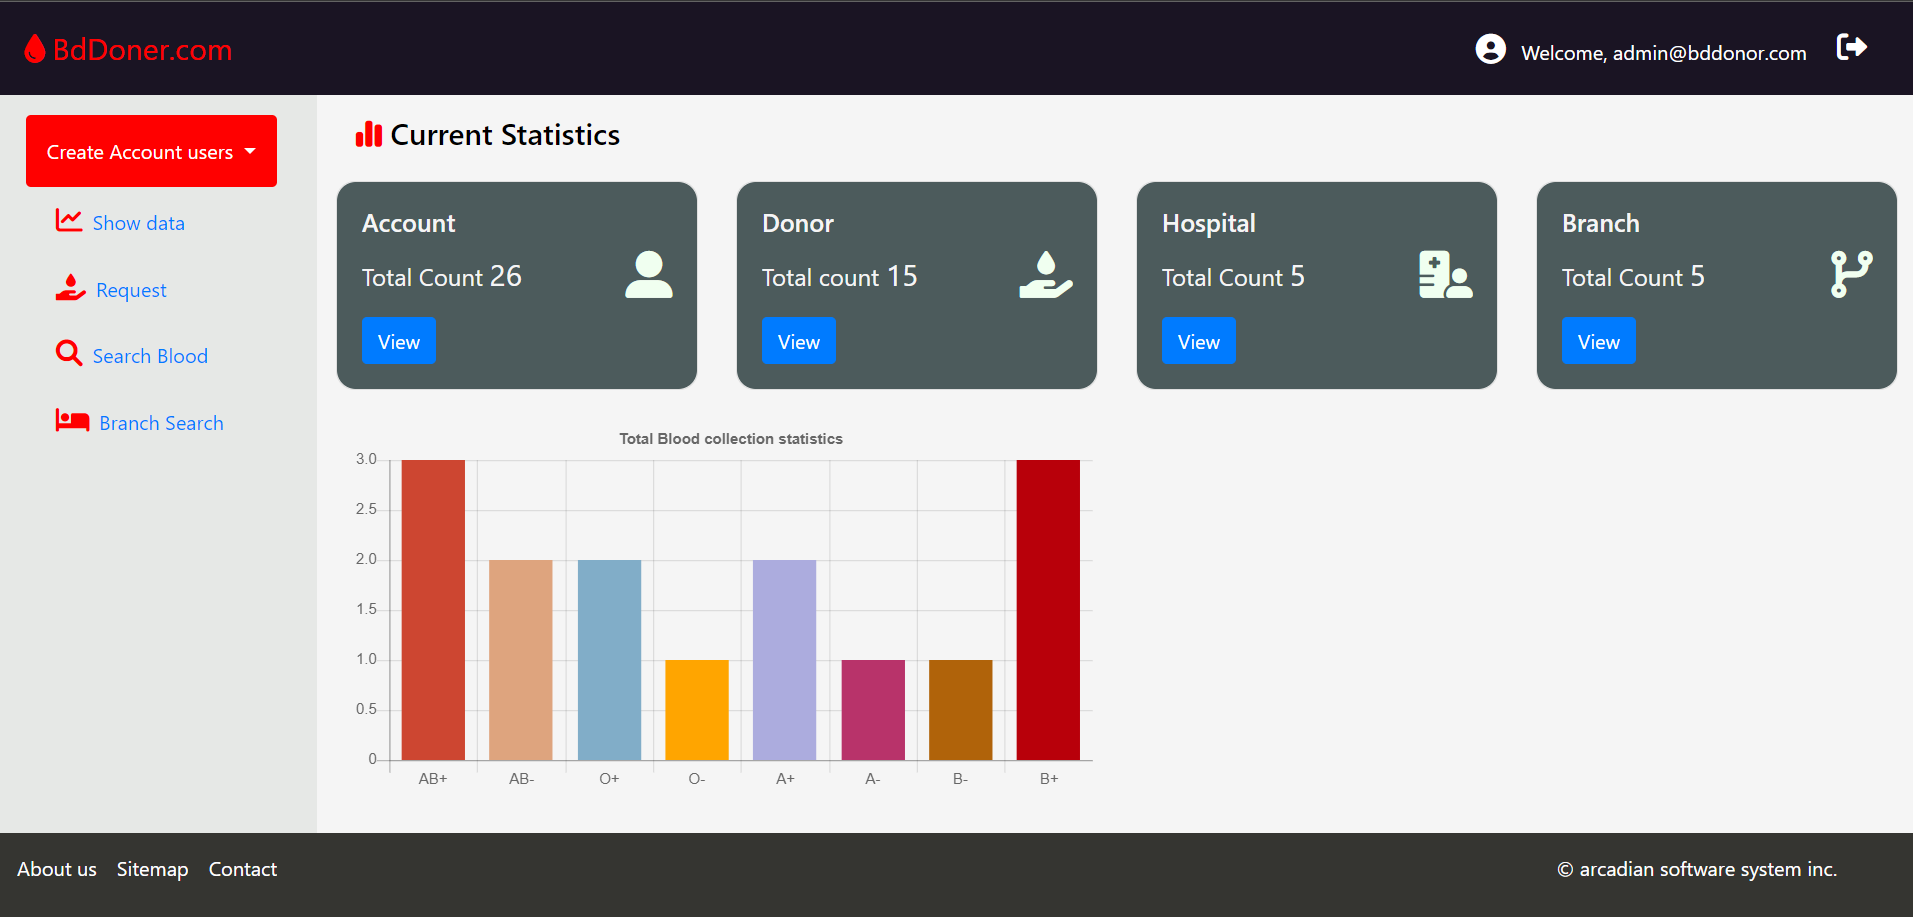 BdDoner.com
Welcome, admin@bddonor.com
Create Account users
Show data
Request
Search Blood
Branch Search
Current Statistics
Account
Total Count 26
View
Donor
Total count 15
View
Hospital
Total Count 5
View
Branch
Total Count 5
View
Total Blood collection statistics
3.0
2.5
2.0
1.5
1.0
0.5
0
AB+ AB- O+ O- A+ A- B- B+
About us Sitemap Contact
© arcadian software system inc.